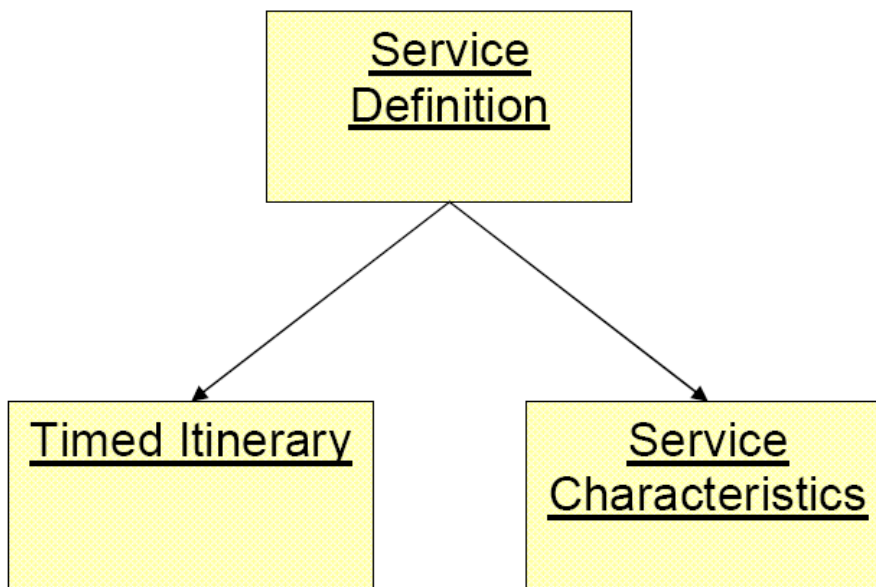 Service
Definition
Timed Itinerary
Service
Characteristics